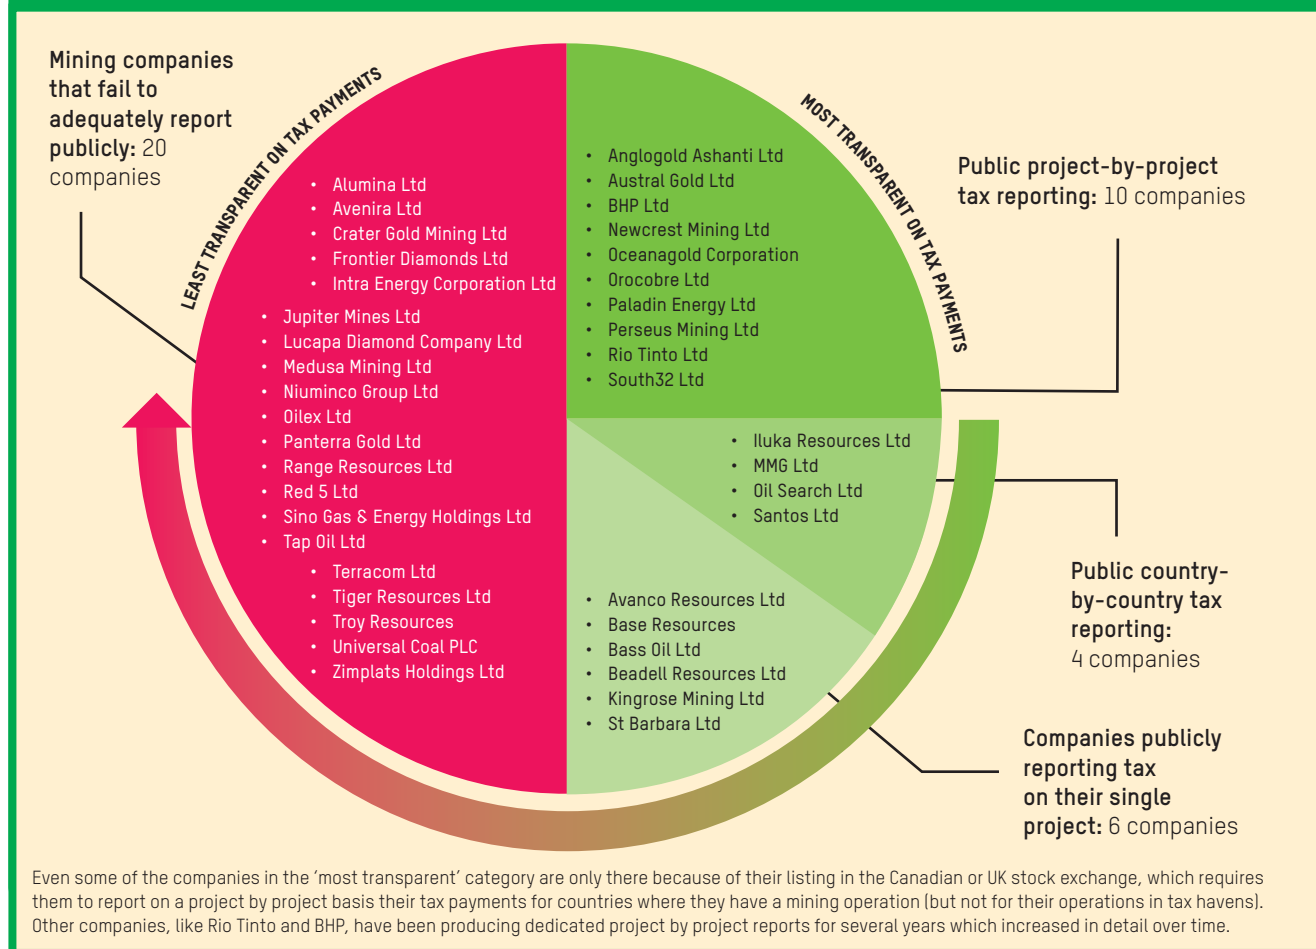 Mining companies
that fail to
adequately report
publicly: 20
companies
LEAST TRANSPARENT ON TAX PAYMENTS
• Alumina Ltd
• Avenira Ltd
• Crater Gold Mining Ltd
• Frontier Diamonds Ltd
• Intra Energy Corporation Ltd
• Jupiter Mines Ltd
• Lucapa Diamond Company Ltd
• Medusa Mining Ltd
• Niuminco Group Ltd
• Oilex Ltd
• Panterra Gold Ltd
• Range Resources Ltd
• Red 5 Ltd
• Sino Gas & Energy Holdings Ltd
• Tap Oil Ltd
• Terracom Ltd
• Tiger Resources Ltd
• Troy Resources
• Universal Coal PLC
• Zimplats Holdings Ltd
MOST TRANSPARENT ON TAX PAYMENTS
• Anglogold Ashanti Ltd
• Austral Gold Ltd
• BHP Ltd
• Newcrest Mining Ltd
• Oceanagold Corporation
• Orocobre Ltd
• Paladin Energy Ltd
• Perseus Mining Ltd
• Rio Tinto Ltd
• South32 Ltd
Public project-by-project
tax reporting: 10 companies
• Iluka Resources Ltd
• MMG Ltd
• Oil Search Ltd
• Santos Ltd
Public country-
by-country tax
reporting:
4 companies
• Avanco Resources Ltd
• Base Resources
• Bass Oil Ltd
• Beadell Resources Ltd
• Kingrose Mining Ltd
• St Barbara Ltd
Companies publicly
reporting tax
on their single
project: 6 companies
Even some of the companies in the ‘most transparent’ category are only there because of their listing in the Canadian or UK stock exchange, which requires
them to report on a project by project basis their tax payments for countries where they have a mining operation (but not for their operations in tax havens).
Other companies, like Rio Tinto and BHP, have been producing dedicated project by project reports for several years which increased in detail over time.